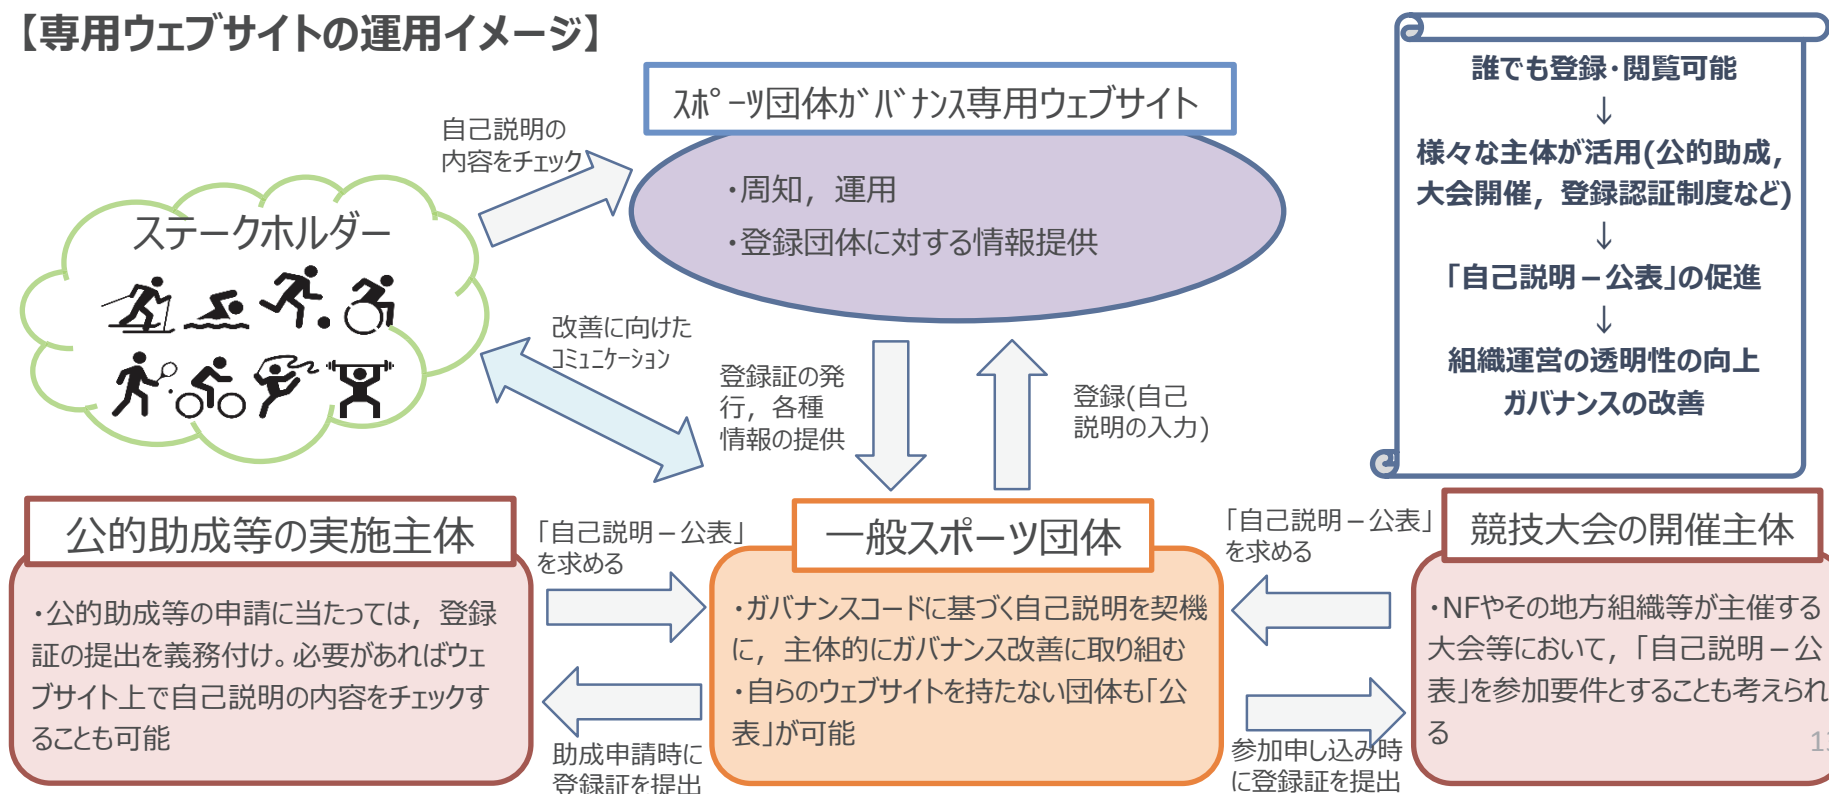 【専用ウェブサイトの運用イメージ】
スポーツ団体ガバナンス専用ウェブサイト
・周知，運用
・登録団体に対する情報提供
自己説明の
内容をチェック
ステークホルダー
改善に向けた
コミュニケーション
登録証の発
行，各種
情報の提供
登録(自己
説明の入力)
誰でも登録・閲覧可能
↓
様々な主体が活用(公的助成，
大会開催，登録認証制度など)
↓
「自己説明－公表」の促進
↓
組織運営の透明性の向上
ガバナンスの改善
公的助成等の実施主体
・公的助成等の申請に当たっては，登録
証の提出を義務付け。必要があればウェ
ブサイト上で自己説明の内容をチェックす
ることも可能
「自己説明－公表」
を求める
助成申請時に
登録証を提出
一般スポーツ団体
・ガバナンスコードに基づく自己説明を契機
に，主体的にガバナンス改善に取り組む
・自らのウェブサイトを持たない団体も「公
表」が可能
「自己説明－公表」
を求める
参加申し込み時
に登録証を提出
競技大会の開催主体
・NFやその地方組織等が主催する
大会等において，「自己説明－公
表」を参加要件とすることも考えられ
る